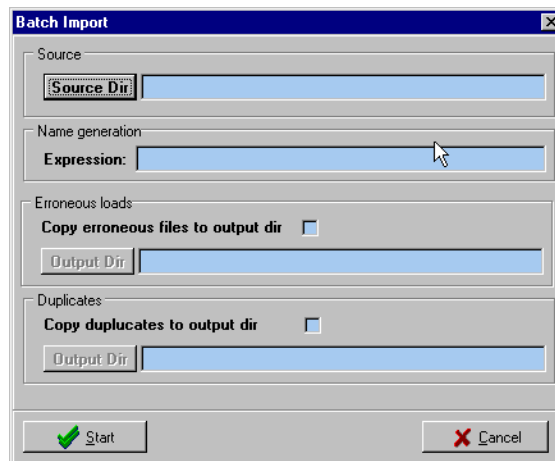 Batch Import
Source
Source Dir
Name generation
Expression:
Erroneous loads
Copy erroneous files to output dir
Output Dir
Duplicates
Copy duplucates to output dir
Output Dir
Start
Cancel